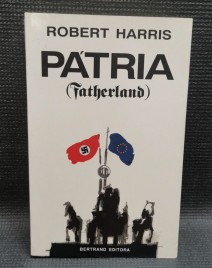 ROBERT HARRIS
PÁTRIA
(Fatherland)
BERTRAND EDITORA